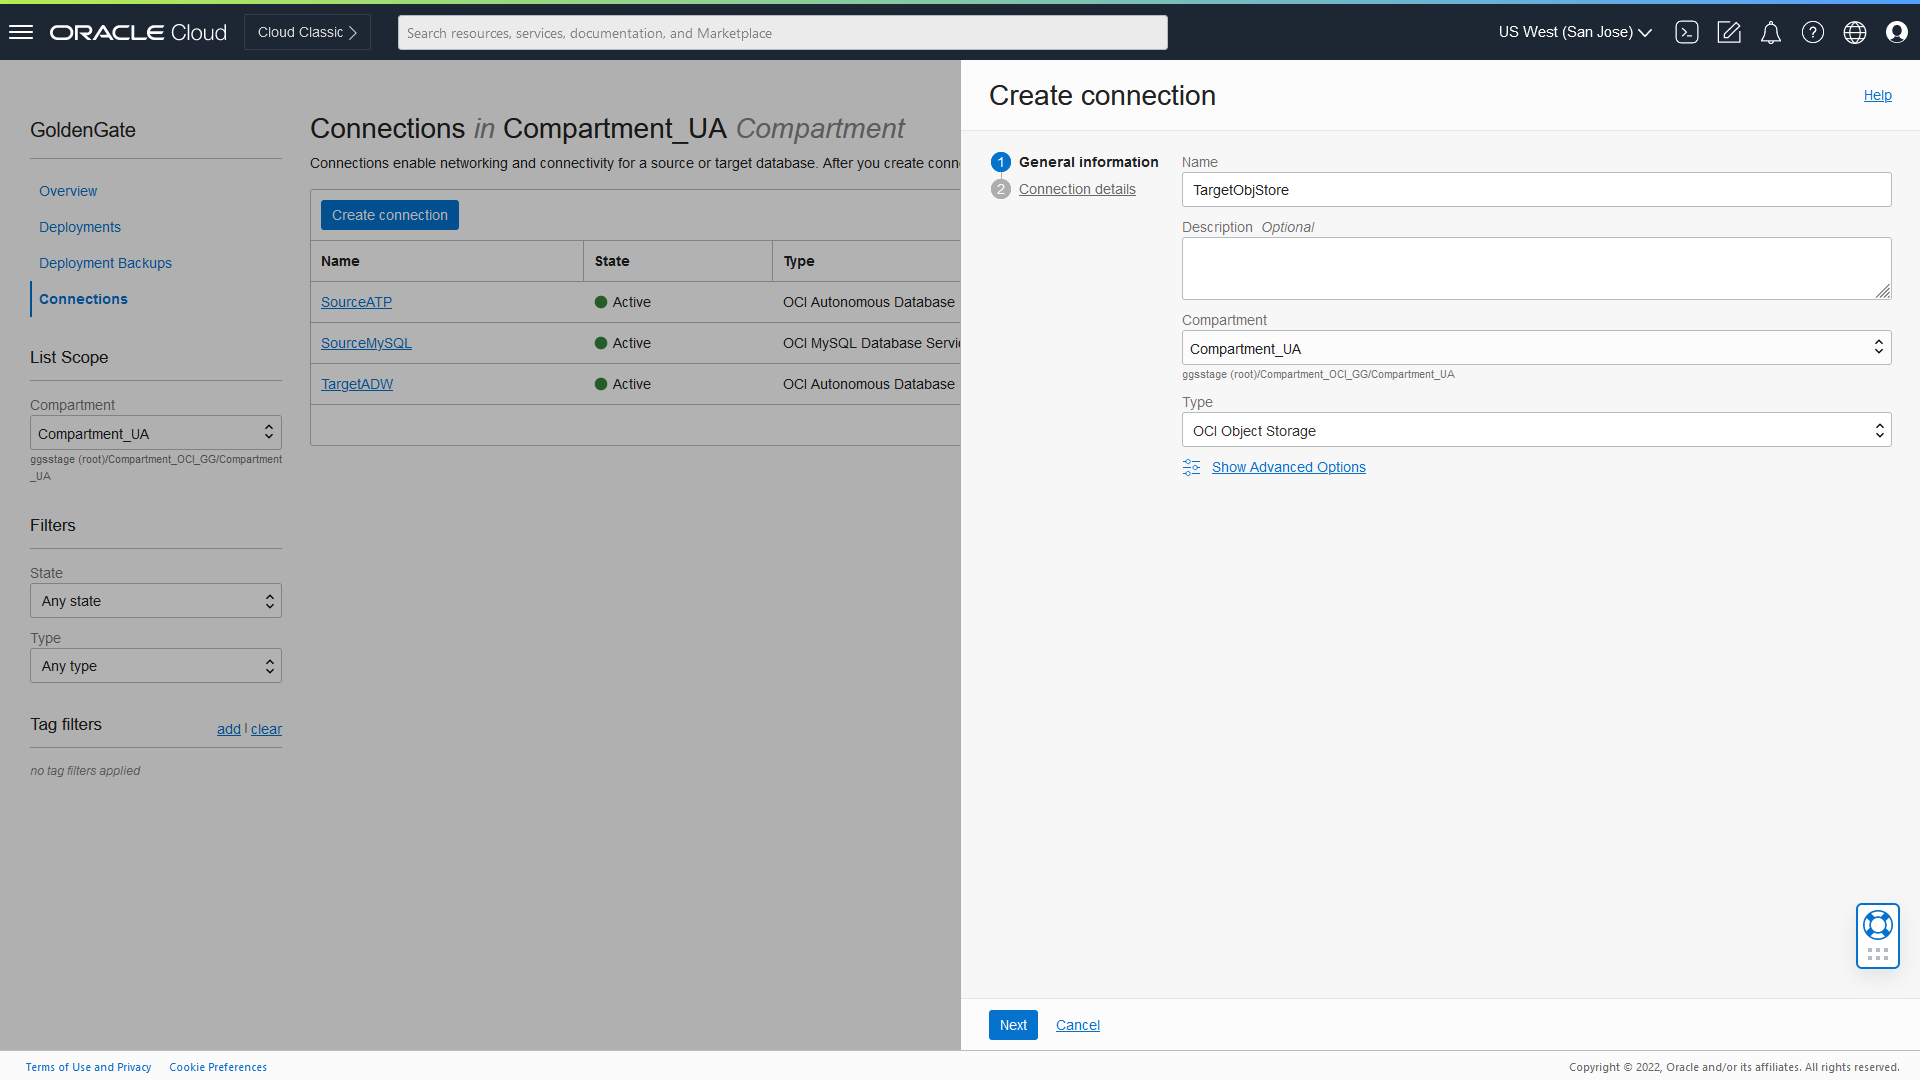 ORACLE Cloud
Cloud Classic
Search resources, services, documentation, and Marketplace
US West (San Jose)
GoldenGate
Overview
Deployments
Deployment Backups
Connections
List Scope
Compartment
Compartment_UA
ggsstage (root)/Compartment_OCI_GG/Compartment
_UA
Filters
State
Any state
Type
Any type
Tag filters
add | clear
no tag filters applied
Connections in Compartment_UA Compartment
Connections enable networking and connectivity for a source or target database. After you create conn
Create connection
Name State Type
SourceATP Active OCI Autonomous Database
SourceMySQL Active OCI MySQL Database Servi
TargetADW Active OCI Autonomous Database
Create connection
Help
1 General information
2 Connection details
Name
TargetObjStore
Description Optional
Compartment
Compartment_UA
ggsstage (root)/Compartment_OCI_GG/Compartment_UA
Type
OCI Object Storage
Show Advanced Options
Next Cancel
Terms of Use and Privacy Cookie Preferences
Copyright © 2022, Oracle and/or its affiliates. All rights reserved.